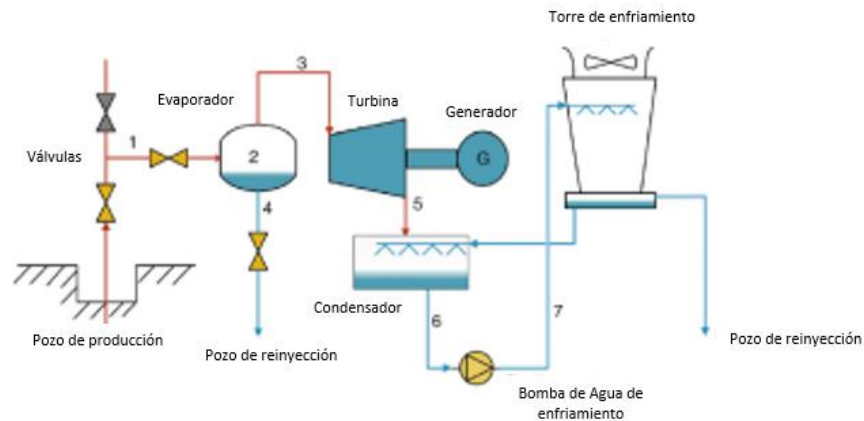 Torre de enfriamiento
3
Evaporador
Turbina
Generador
1
2
G
Válvulas
4
5
Condensador
6
7
Pozo de producción
Pozo de reinyección
Pozo de reinyección
Bomba de Agua de
enfriamiento